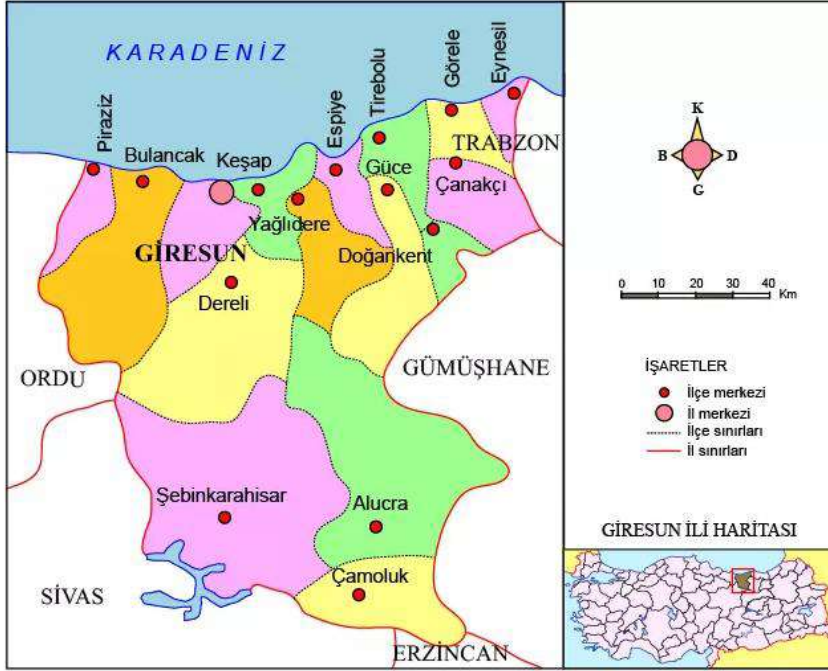 KARADENİZ
Piraziz
Bulancak
Keşap
Espiye
Tirebolu
Görele
Eynesil
TRABZON
Güce
Çanakçı
Yağlıdere
GİRESUN
Doğankent
Dereli
ORDU
GÜMÜŞHANE
Şebinkarahisar
Alucra
Çamoluk
SİVAS
ERZİNCAN
K
B
D
G
0 10 20 30 40 Km
İŞARETLER
İlçe merkezi
İl merkezi
İlçe sınırları
İl sınırları
GİRESUN İLİ HARİTASI